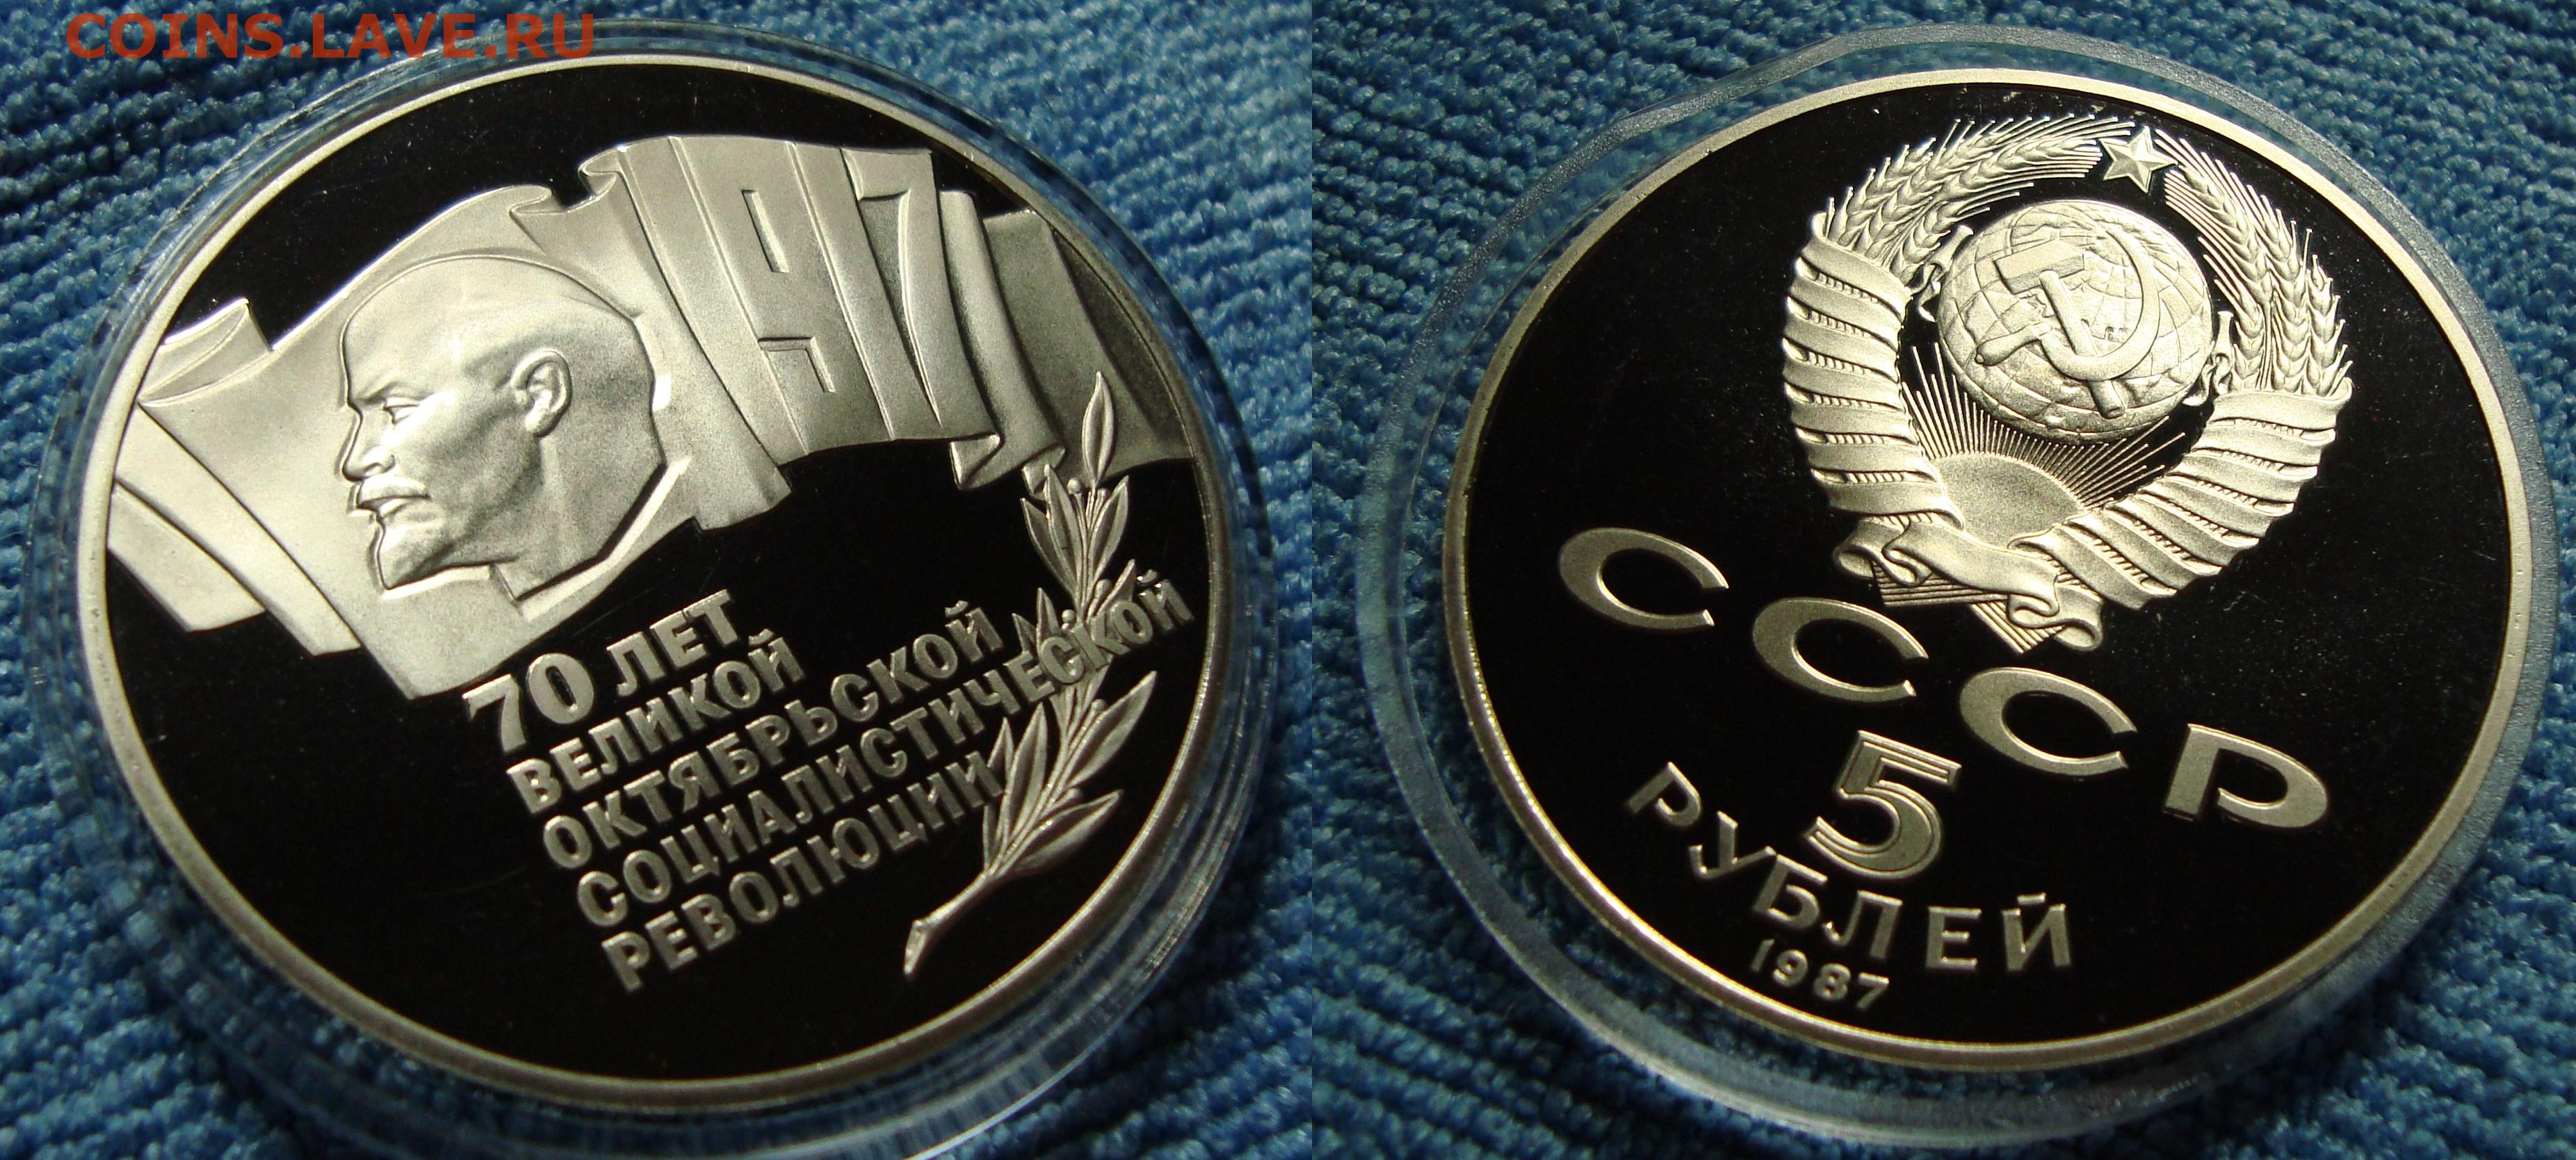 COINS.LAVE.RU
1917
70 ЛЕТ
ВЕЛИКОЙ
ОКТЯБРЬСКОЙ
СОЦИАЛИСТИЧЕСКОЙ
РЕВОЛЮЦИИ
СССР
5
РУБЛЕЙ
1987